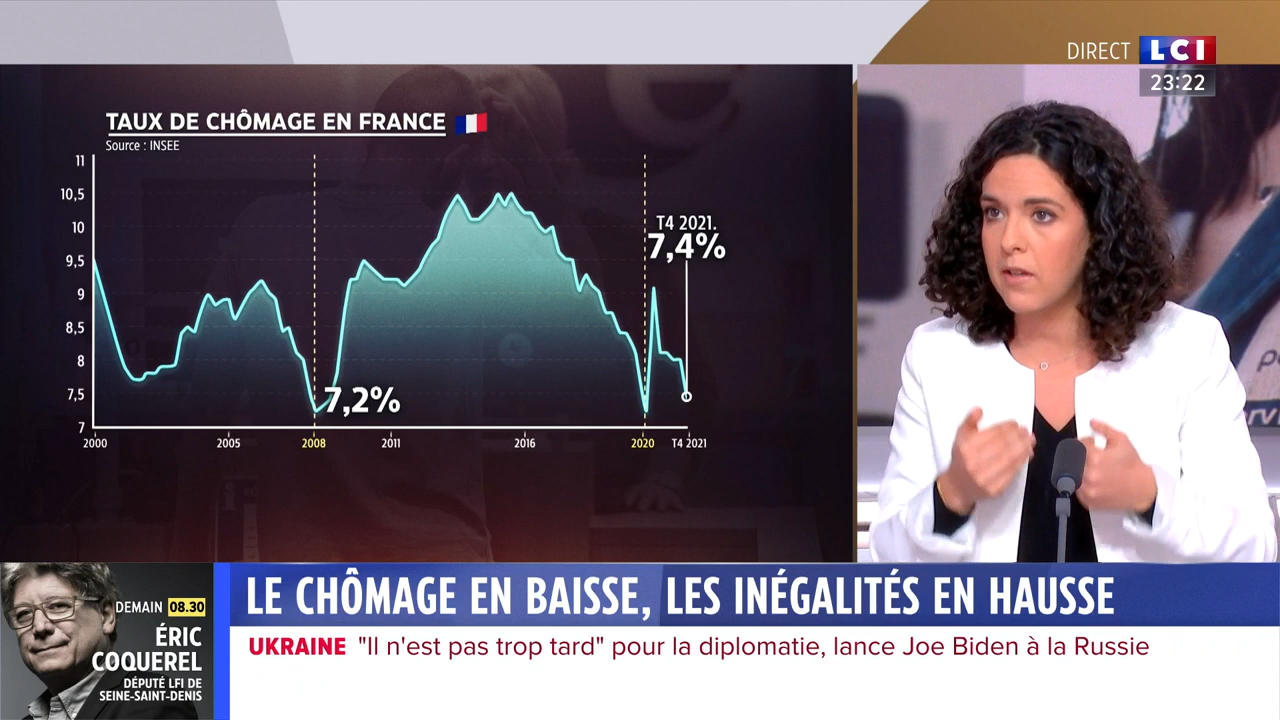 DIRECT LCI
23:22
TAUX DE CHÔMAGE EN FRANCE
Source : INSEE
11
10,5
10
9,5
9
8,5
8
7,5
7
T4 2021.
7,4%
7,2%
2000 2005 2008 2011 2016 2020 T4 2021
DEMAIN 08.30
ÉRIC
COQUEREL
DÉPUTÉ LFI DE
SEINE-SAINT-DENIS
LE CHÔMAGE EN BAISSE, LES INÉGALITÉS EN HAUSSE
UKRAINE "Il n'est pas trop tard" pour la diplomatie, lance Joe Biden à la Russie